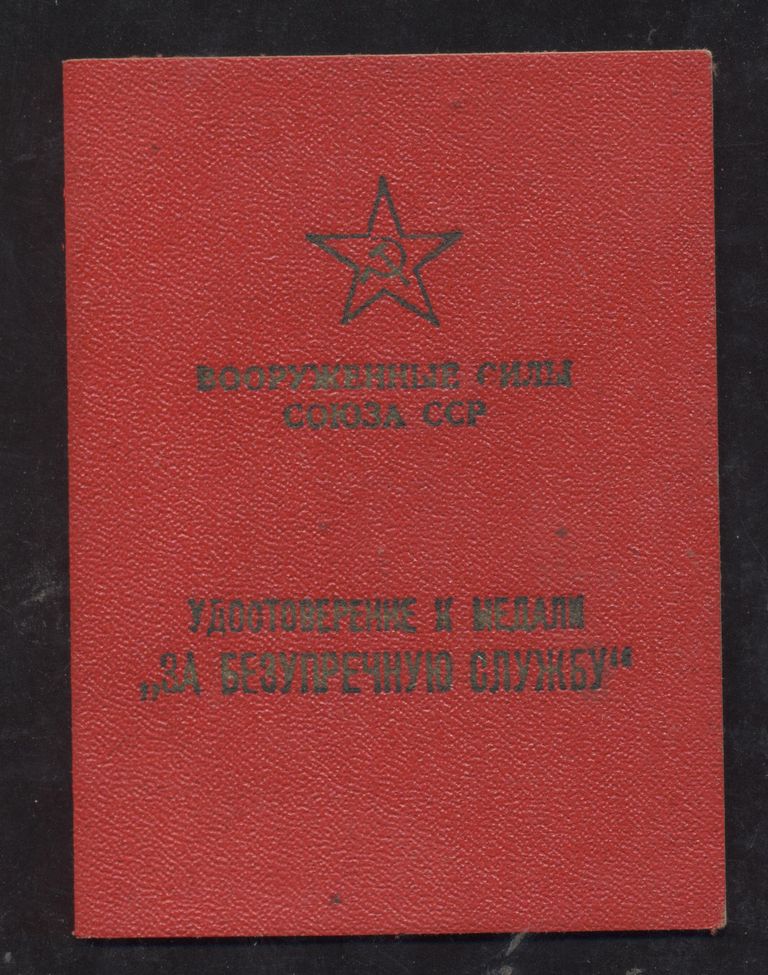 ВООРУЖЕННЫЕ СИЛЫ
СОЮЗА ССР
УДОСТОВЕРЕНИЕ К МЕДАЛИ
„ЗА БЕЗУПРЕЧНУЮ СЛУЖБУ“